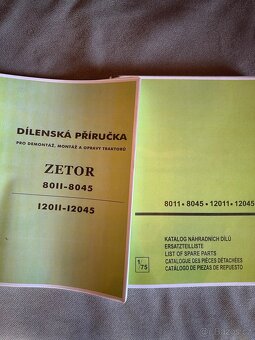 DÍLENSKÁ PŘÍRUČKA
PRO DEMONTÁŽ, MONTÁŽ A OPRAVY TRAKTORŮ
ZETOR
8011-8045
12011-12045
8011 • 8045 • 12011 • 12045
KATALOG NÁHRADNÍCH DÍLŮ
ERSATZTEILLISTE
LIST OF SPARE PARTS
CATALOGUE DES PIÈCES DÉTACHÉES
CATÁLOGO DE PIEZAS DE REPUESTO
1/75